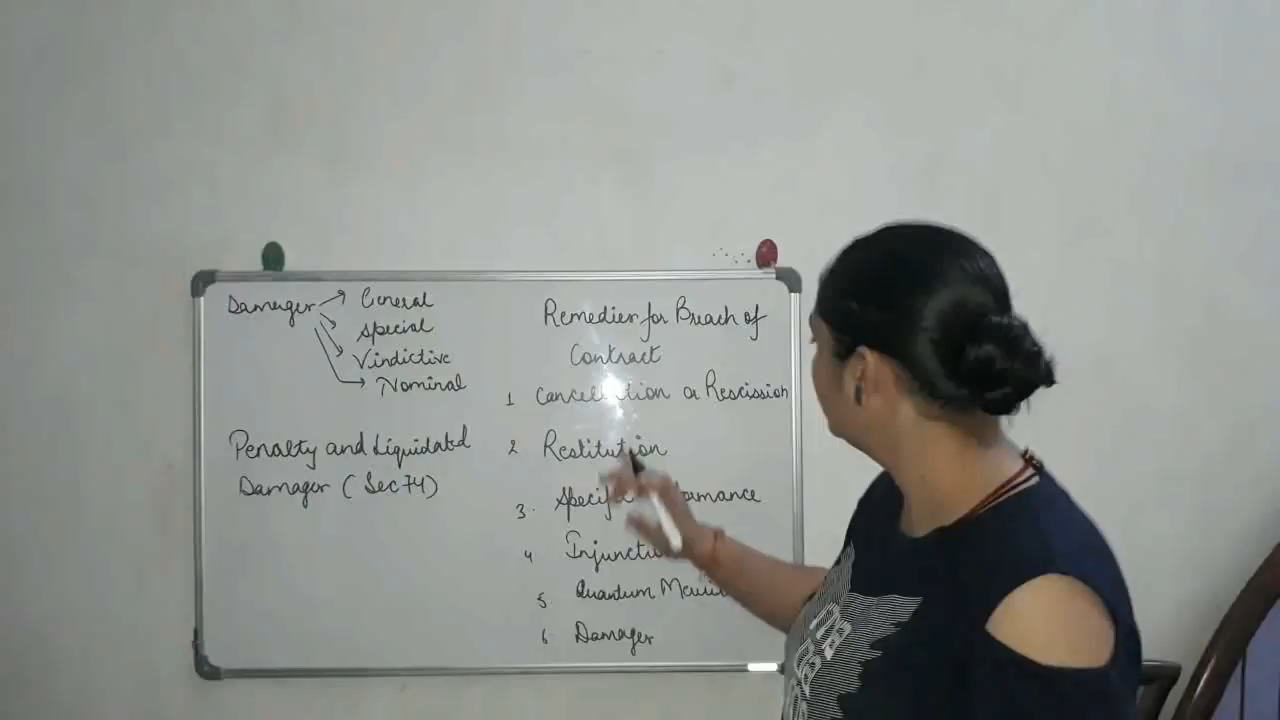 Damages
General
Special
Vindictive
Nominal
Penalty and Liquidated
Damages (Sec 74)
Remedies for Breach of
Contract
1 Cancellation or Rescission
2 Restitution
3. Specific
4
5. Quantum
6. Damages